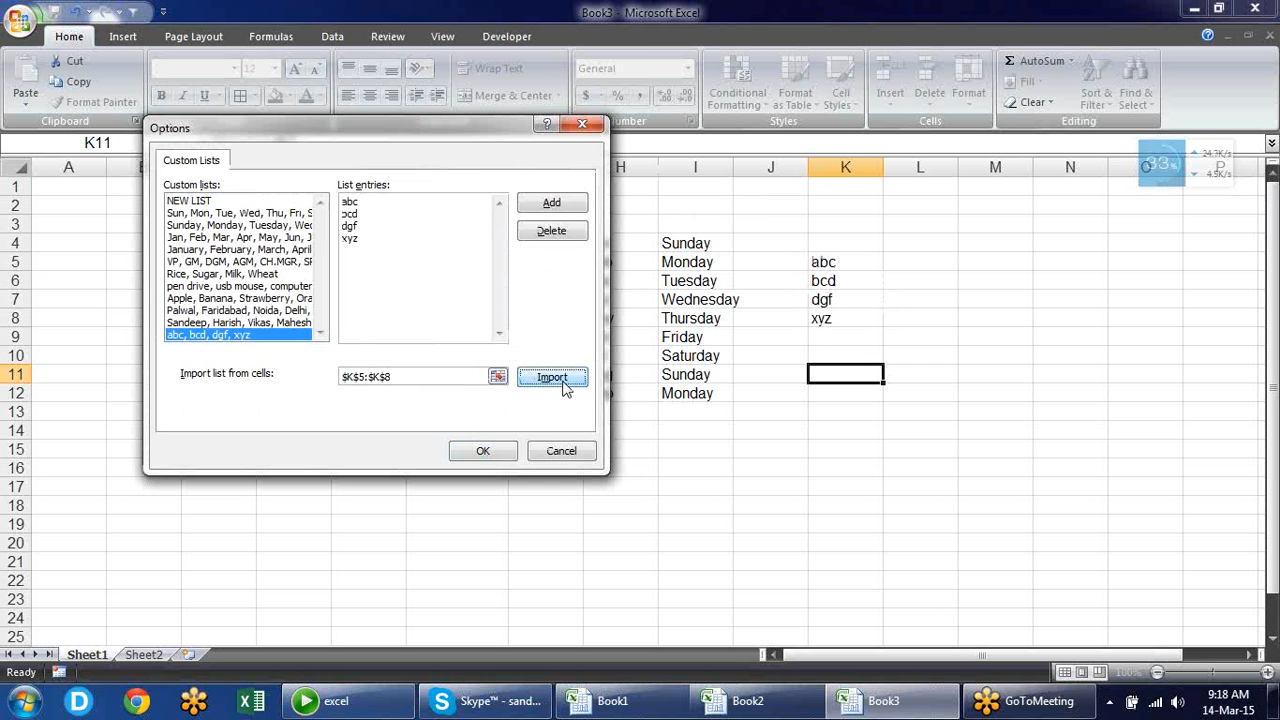 Book3 - Microsoft Excel
Home Insert Page Layout Formulas Data Review View Developer
Cut
Copy
Format Painter
Paste
Clipboard
12
Wrap Text
Merge & Center
General
Conditional Formatting
Format as Table
Cell Styles
Styles
Insert Delete Format
Cells
AutoSum
Fill
Clear
Sort & Filter
Find & Select
Editing
K11
Options
Custom Lists
Custom lists:
NEW LIST
Sun, Mon, Tue, Wed, Thu, Fri, S
Sunday, Monday, Tuesday, Wed
Jan, Feb, Mar, Apr, May, Jun, J
January, February, March, April
VP, GM, DGM, AGM, CH.MGR, SF
Rice, Sugar, Milk, Wheat
pen drive, usb mouse, computer
Apple, Banana, Strawberry, Ora
Palwal, Faridabad, Noida, Delhi,
Sandeep, Harish, Vikas, Mahesh
abc, bcd, dgf, xyz
List entries:
abc
bcd
dgf
xyz
Add
Delete
Import list from cells:
$K$5:$K$8
Import
OK
Cancel
33%
24.7K/s
4.5K/s
A H I J K L M N O P
1
2
3
4 Sunday
5 Monday abc
6 Tuesday bcd
7 Wednesday dgf
8 Thursday xyz
9 Friday
10 Saturday
11 Sunday
12 Monday
13
14
15
16
17
18
19
20
21
22
23
24
25
Sheet1 Sheet2
Ready
100%
excel
Skype™ - sand...
Book1
Book2
Book3
GoToMeeting
9:18 AM
14-Mar-15